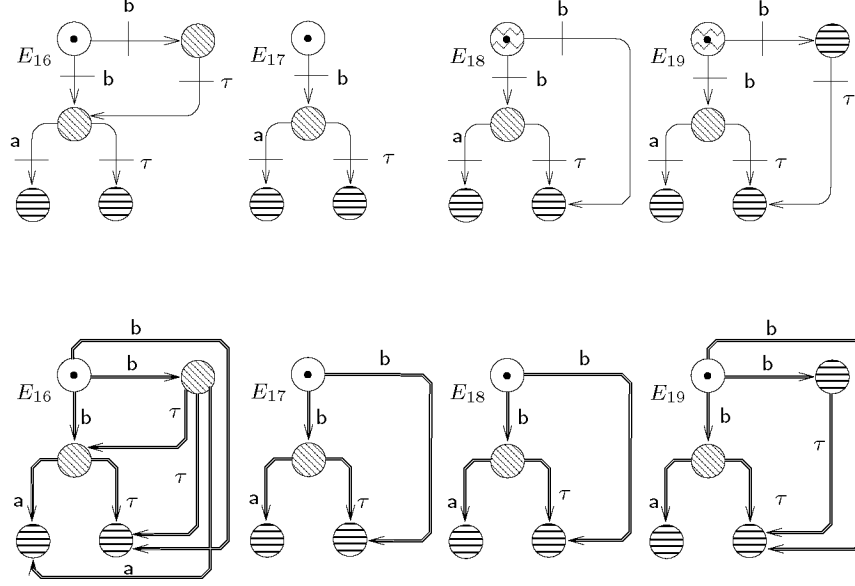 b b b
E16 E17 E18 E19
b τ b b b τ
a τ a τ a τ a τ
b b
b b b b
E16 E17 E18 E19
b τ b b b τ
a τ τ a τ a τ a τ
a